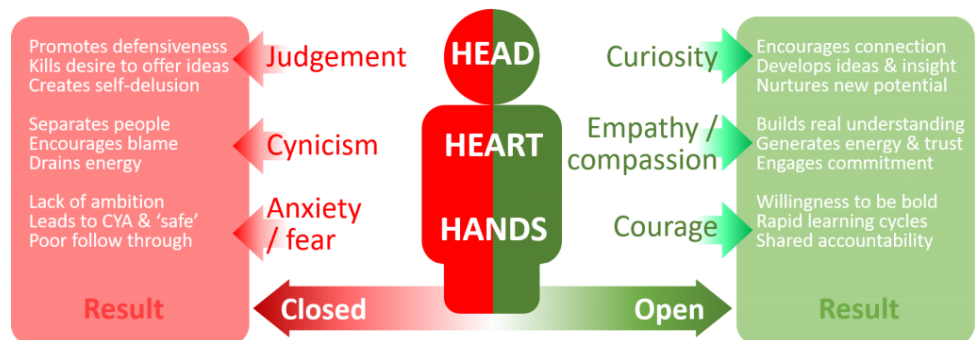 Promotes defensiveness
Kills desire to offer ideas
Creates self-delusion
Judgement
HEAD
Curiosity
Encourages connection
Develops ideas & insight
Nurtures new potential
Separates people
Encourages blame
Drains energy
Cynicism
HEART
Empathy /
compassion
Builds real understanding
Generates energy & trust
Engages commitment
Lack of ambition
Leads to CYA & ‘safe’
Poor follow through
Anxiety
/ fear
HANDS
Courage
Willingness to be bold
Rapid learning cycles
Shared accountability
Result
Closed
Open
Result